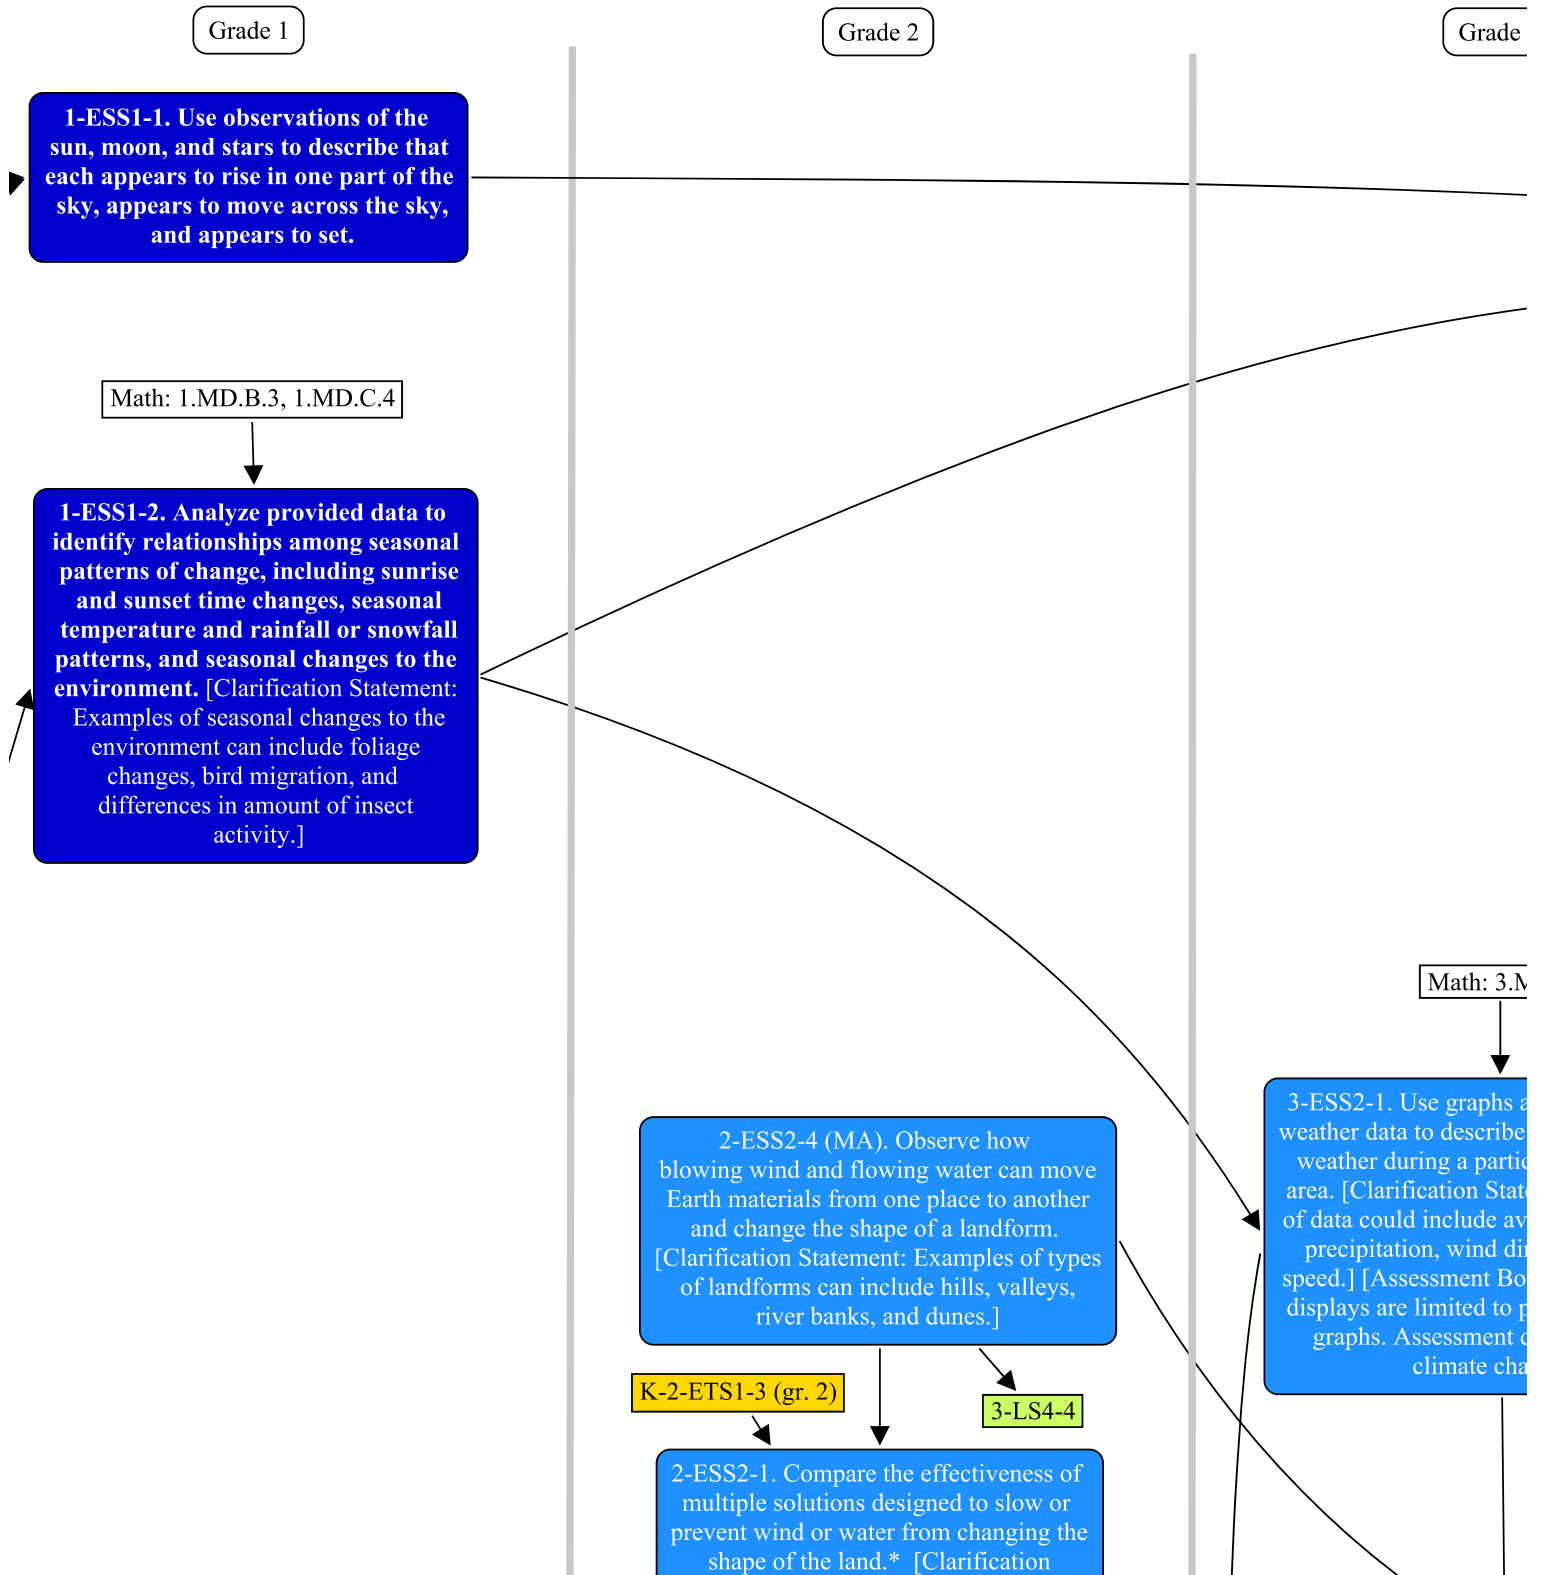 Grade 1
Grade 2
Grade
1-ESS1-1. Use observations of the
sun, moon, and stars to describe that
each appears to rise in one part of the
sky, appears to move across the sky,
and appears to set.
Math: 1.MD.B.3, 1.MD.C.4
1-ESS1-2. Analyze provided data to
identify relationships among seasonal
patterns of change, including sunrise
and sunset time changes, seasonal
temperature and rainfall or snowfall
patterns, and seasonal changes to the
environment. [Clarification Statement:
Examples of seasonal changes to the
environment can include foliage
changes, bird migration, and
differences in amount of insect
activity.]
2-ESS2-4 (MA). Observe how
blowing wind and flowing water can move
Earth materials from one place to another
and change the shape of a landform.
[Clarification Statement: Examples of types
of landforms can include hills, valleys,
river banks, and dunes.]
K-2-ETS1-3 (gr. 2)
3-LS4-4
2-ESS2-1. Compare the effectiveness of
multiple solutions designed to slow or
prevent wind or water from changing the
shape of the land.* [Clarification
Math:
3-ESS2-1. Use graphs
weather data to describe
weather during a
area. [Clarification
of data could include
precipitation, wind
speed.] [Assessment
displays are limited to
graphs. Assessment
climate